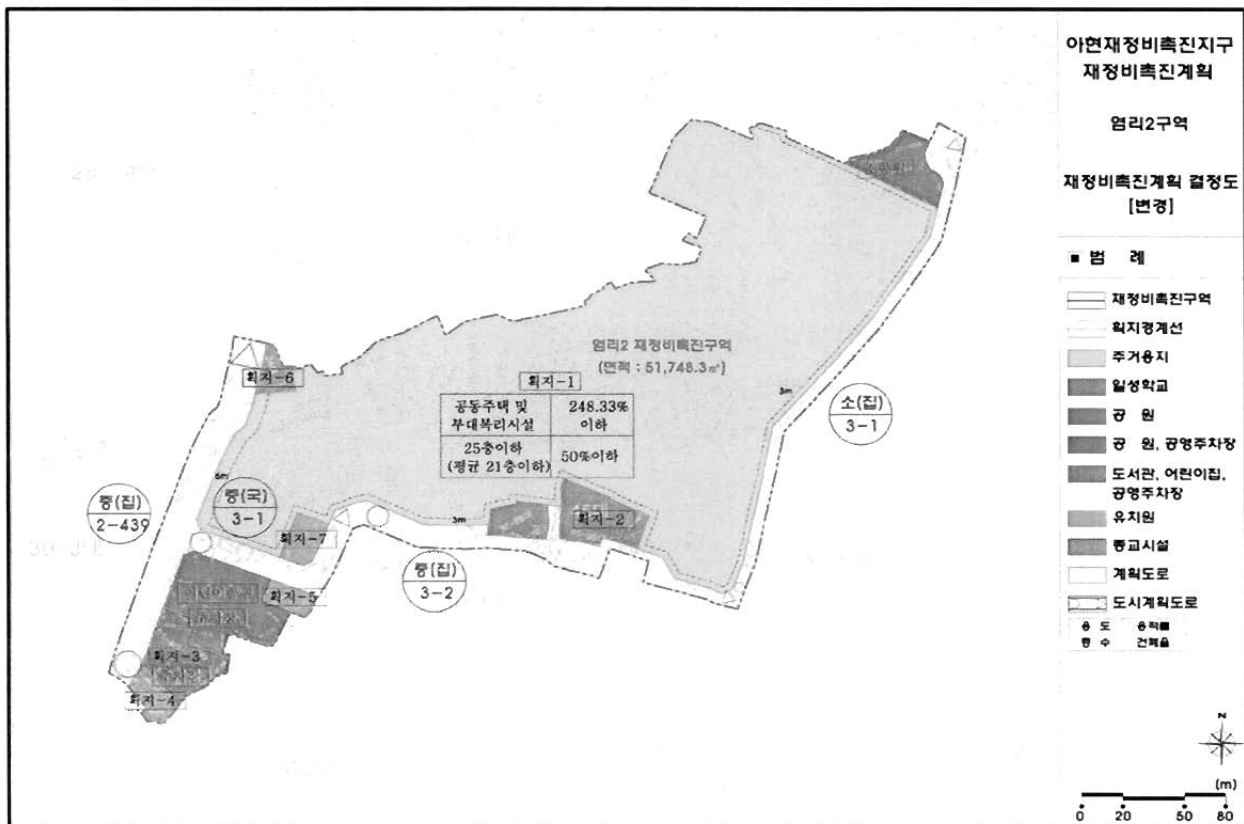 아현재정비촉진지구
재정비촉진계획
염리2구역
재정비촉진계획 결정도
[변경]
■ 범 례
재정비촉진구역
획지경계선
주거용지
일성학교
공 원
공 원, 공영주차장
도서관, 어린이집,
공영주차장
유치원
종교시설
계획도로
도시계획도로
용 도 용적률
층 수 건폐율
N
(m)
0 20 50 80
염리2 재정비촉진구역
(면적 : 51,748.3㎡)
획지-1
공동주택 및 248.33%
부대복리시설 이하
25층이하 50%이하
(평균 21층이하)
획지-6
3m
소(집)
3-1
6m
중(집)
2-439
중(국)
3-1
획지-7
3m
획지-2
중(집)
3-2
획지-5
획지-3
획지-4